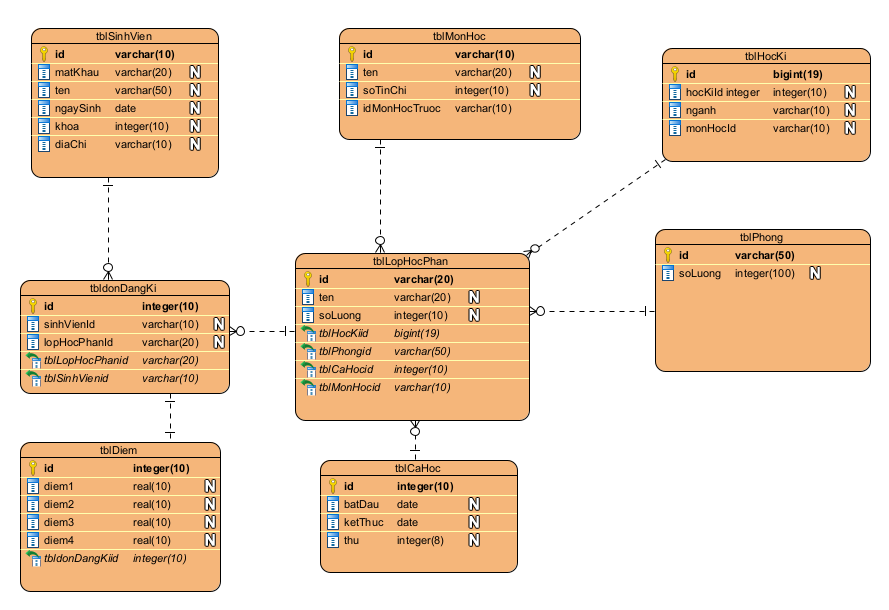 tblSinhVien
id varchar(10)
matKhau varchar(20) N
ten varchar(50) N
ngaySinh date N
khoa integer(10) N
diaChi varchar(10) N
tblMonHoc
id varchar(10)
ten varchar(20) N
soTinChi integer(10) N
idMonHocTruoc varchar(10)
tblHocKi
id bigint(19)
hocKiId integer integer(10) N
nganh varchar(10) N
monHocId varchar(10) N
tblPhong
id varchar(50)
soLuong integer(100) N
tblLopHocPhan
id varchar(20)
ten varchar(20) N
soLuong integer(10) N
tblHocKiid bigint(19)
tblPhongid varchar(50)
tblCaHocid integer(10)
tblMonHocid varchar(10)
tbldonDangKi
id integer(10)
sinhVienId varchar(10) N
lopHocPhanId varchar(20) N
tblLopHocPhanid varchar(20)
tblSinhVienid varchar(10)
tblDiem
id integer(10)
diem1 real(10) N
diem2 real(10) N
diem3 real(10) N
diem4 real(10) N
tbldonDangKiid integer(10)
tblCaHoc
id integer(10)
batDau date N
ketThuc date N
thu integer(8) N